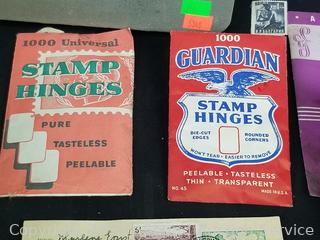 1000 Universal
STAMP
HINGES
PURE
TASTELESS
PEELABLE
1000
GUARDIAN
STAMP
HINGES
DIE-CUT
EDGES
ROUNDED
CORNERS
WON'T TEAR - EASIER TO REMOVE
PEELABLE - TASTELESS
THIN - TRANSPARENT
NO. 45
MADE IN U.S.A.